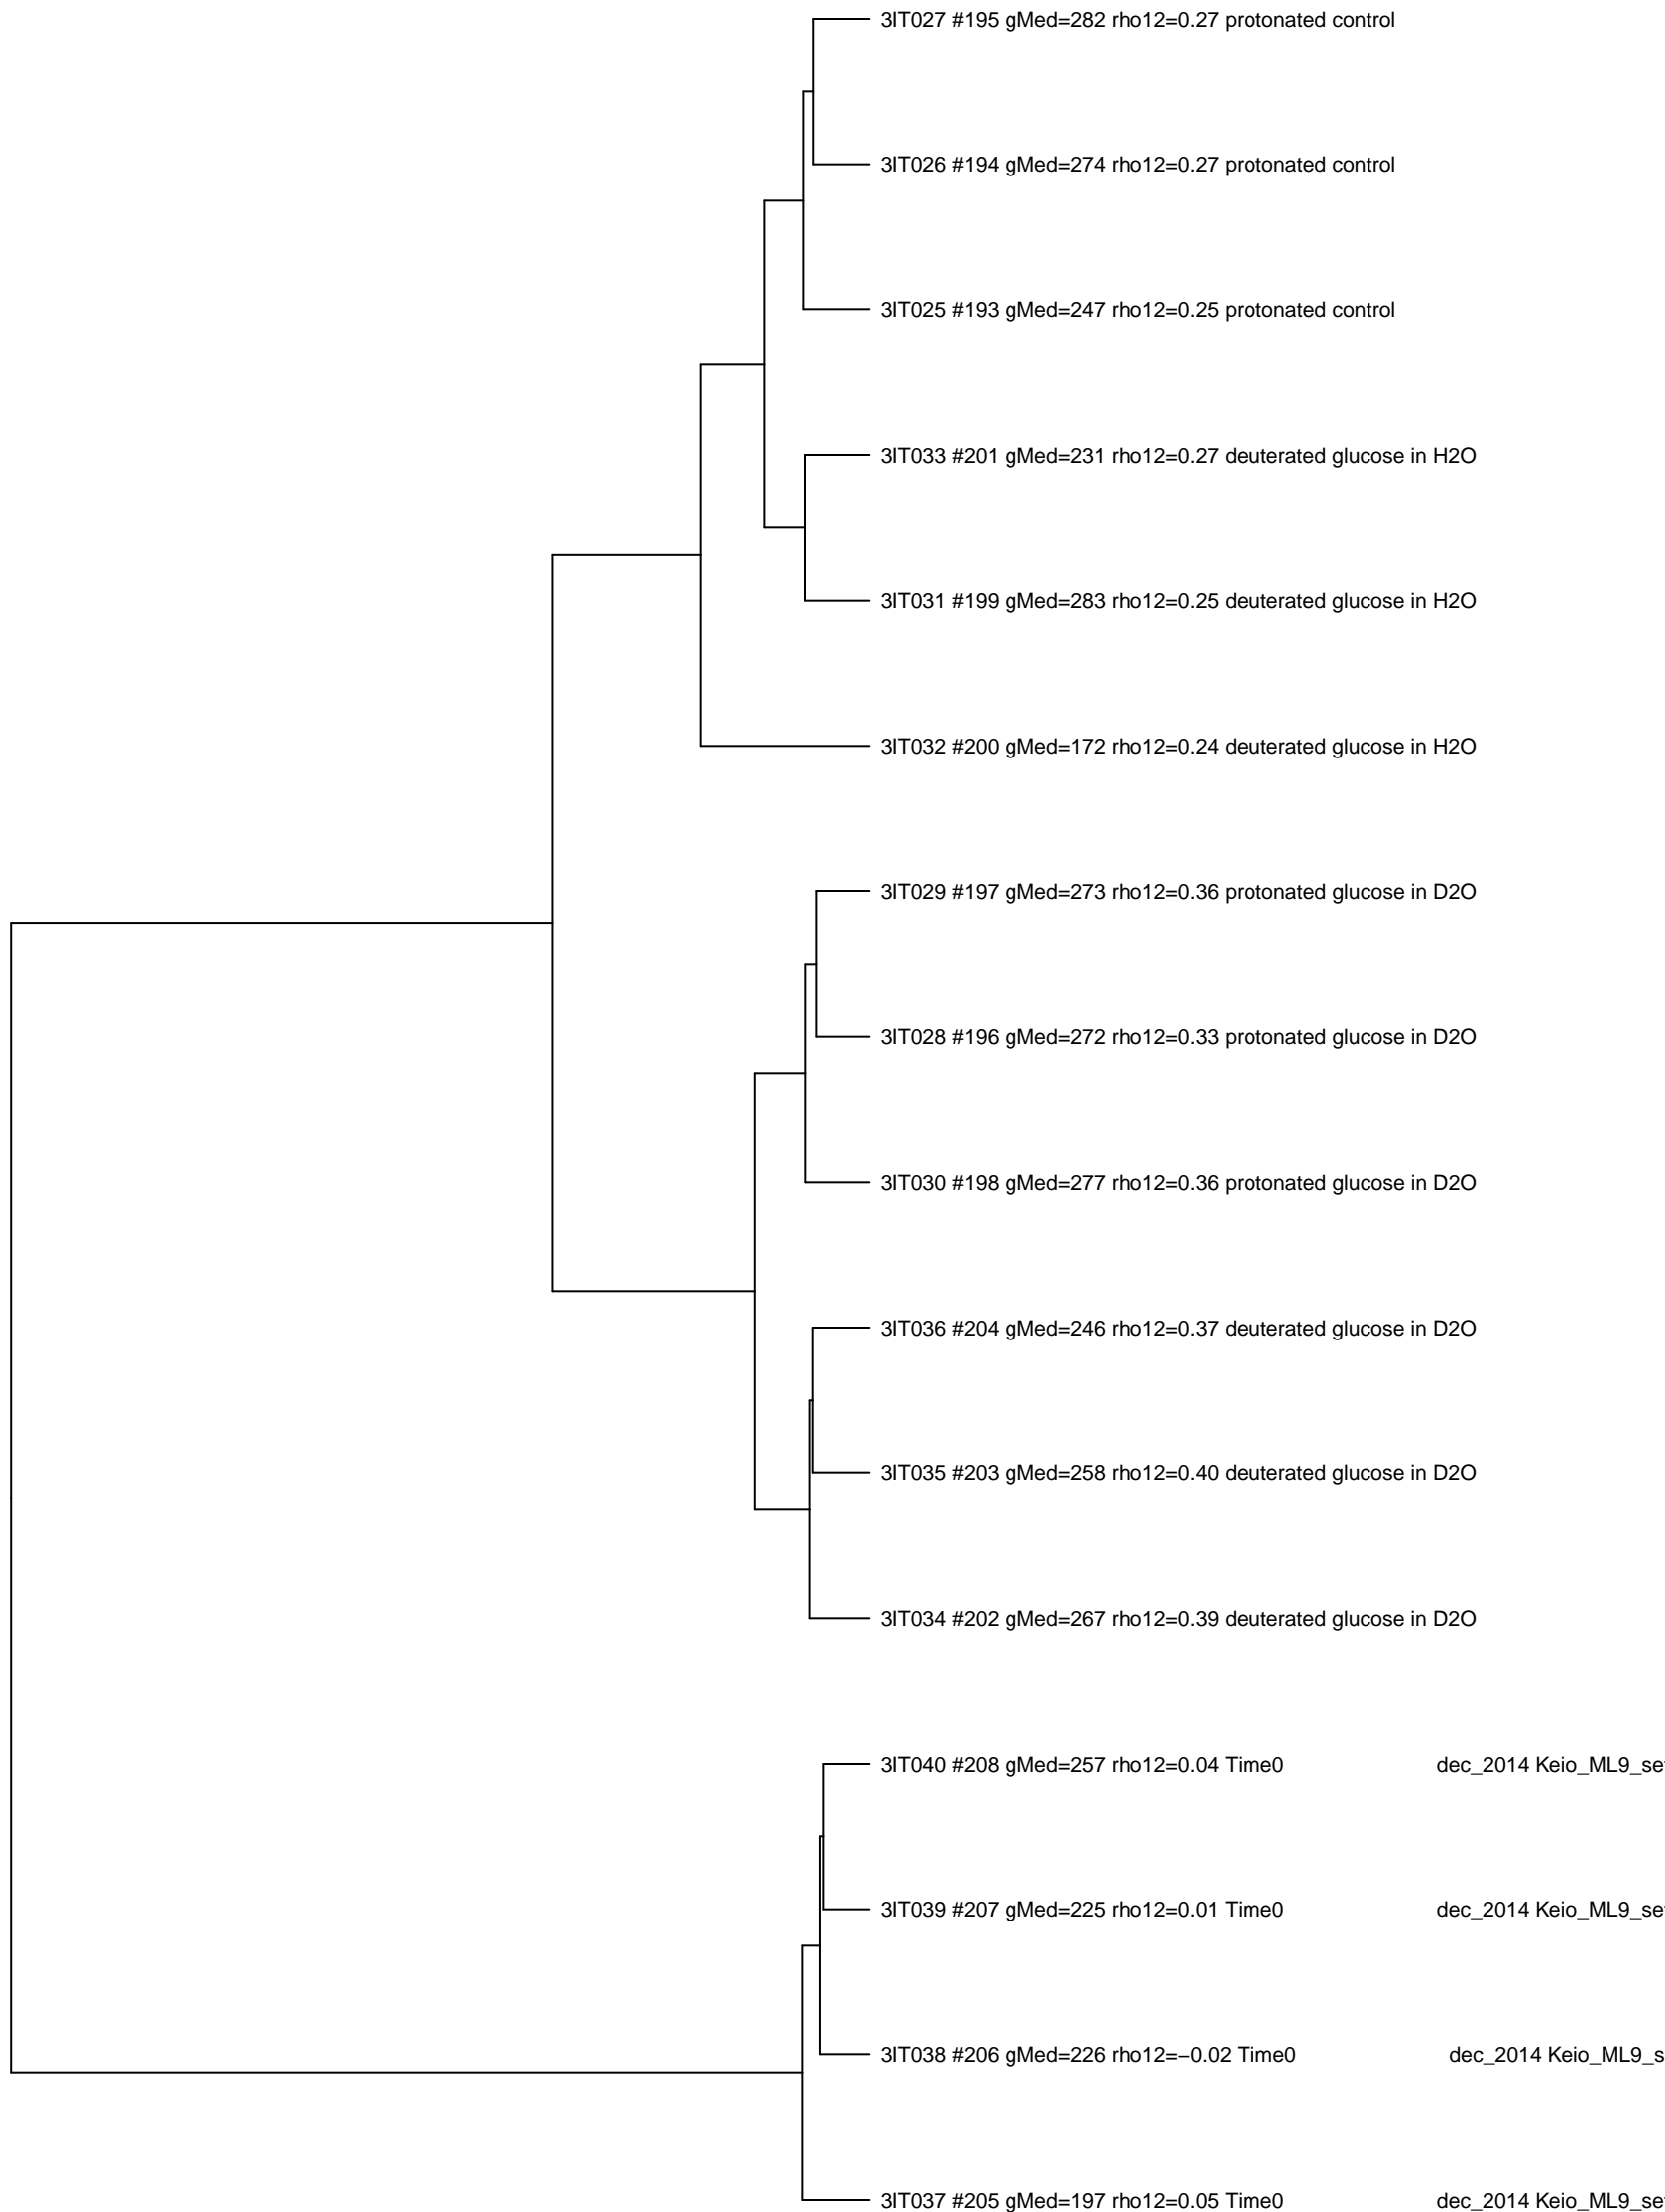 3IT027 #195 gMed=282 rho12=0.27 protonated control
3IT026 #194 gMed=274 rho12=0.27 protonated control
3IT025 #193 gMed=247 rho12=0.25 protonated control
3IT033 #201 gMed=231 rho12=0.27 deuterated glucose in H2O
3IT031 #199 gMed=283 rho12=0.25 deuterated glucose in H2O
3IT032 #200 gMed=172 rho12=0.24 deuterated glucose in H2O
3IT029 #197 gMed=273 rho12=0.36 protonated glucose in D2O
3IT028 #196 gMed=272 rho12=0.33 protonated glucose in D2O
3IT030 #198 gMed=277 rho12=0.36 protonated glucose in D2O
3IT036 #204 gMed=246 rho12=0.37 deuterated glucose in D2O
3IT035 #203 gMed=258 rho12=0.40 deuterated glucose in D2O
3IT034 #202 gMed=267 rho12=0.39 deuterated glucose in D2O
3IT040 #208 gMed=257 rho12=0.04 Time0 dec_2014 Keio_ML9_se
3IT039 #207 gMed=225 rho12=0.01 Time0 dec_2014 Keio_ML9_se
3IT038 #206 gMed=226 rho12=−0.02 Time0 dec_2014 Keio_ML9_s
3IT037 #205 gMed=197 rho12=0.05 Time0 dec_2014 Keio_ML9_se